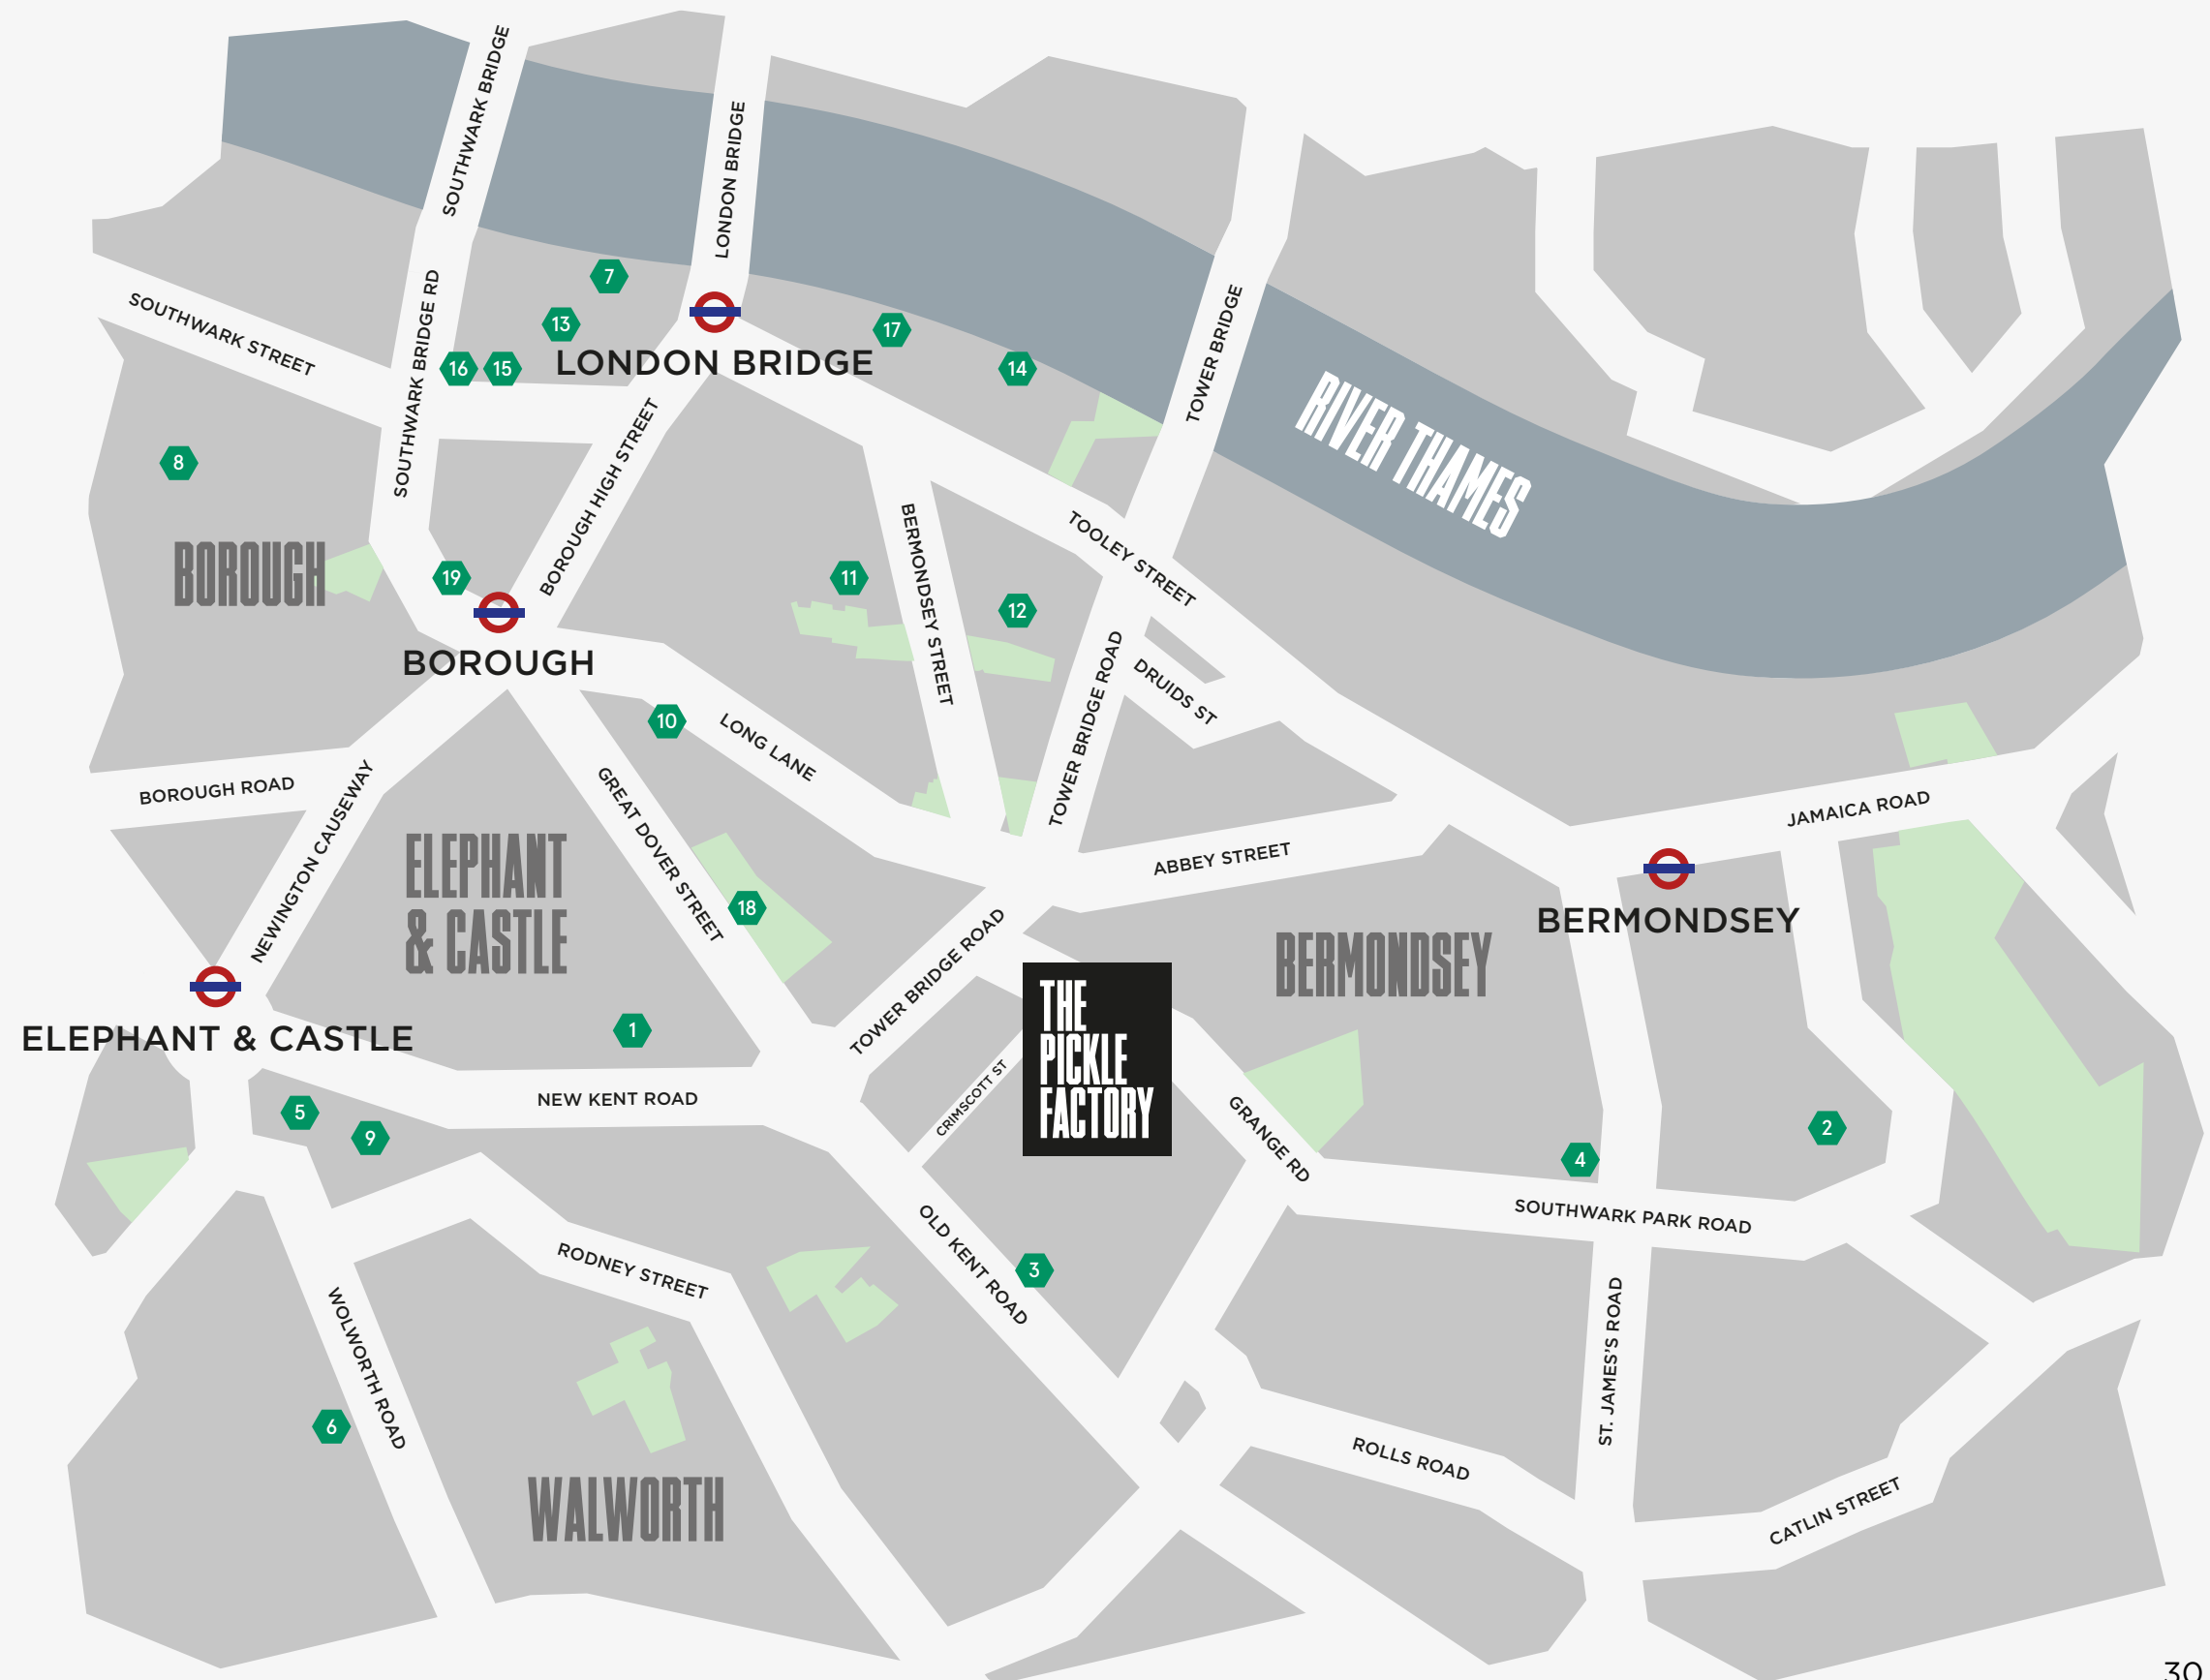 SOUTHWARK BRIDGE
LONDON BRIDGE
7
SOUTHWARK STREET
SOUTHWARK BRIDGE RD
13
LONDON BRIDGE
17
16
15
14
TOWER BRIDGE
RIVER THAMES
8
BOROUGH HIGH STREET
BOROUGH
19
BERMONDSEY STREET
11
12
TOOLEY STREET
BOROUGH
DRUIDS ST
TOWER BRIDGE ROAD
10
LONG LANE
BOROUGH ROAD
NEWINGTON CAUSEWAY
GREAT DOVER STREET
JAMAICA ROAD
ABBEY STREET
ELEPHANT
& CASTLE
18
BERMONDSEY
BERMONDSEY
TOWER BRIDGE ROAD
ELEPHANT & CASTLE
1
THE
PICKLE
FACTORY
CRIMSCOTT ST
NEW KENT ROAD
5
9
GRANGE RD
4
2
SOUTHWARK PARK ROAD
OLD KENT ROAD
3
RODNEY STREET
WOLWORTH ROAD
6
ST. JAMES'S ROAD
ROLLS ROAD
WALWORTH
CATLIN STREET
30